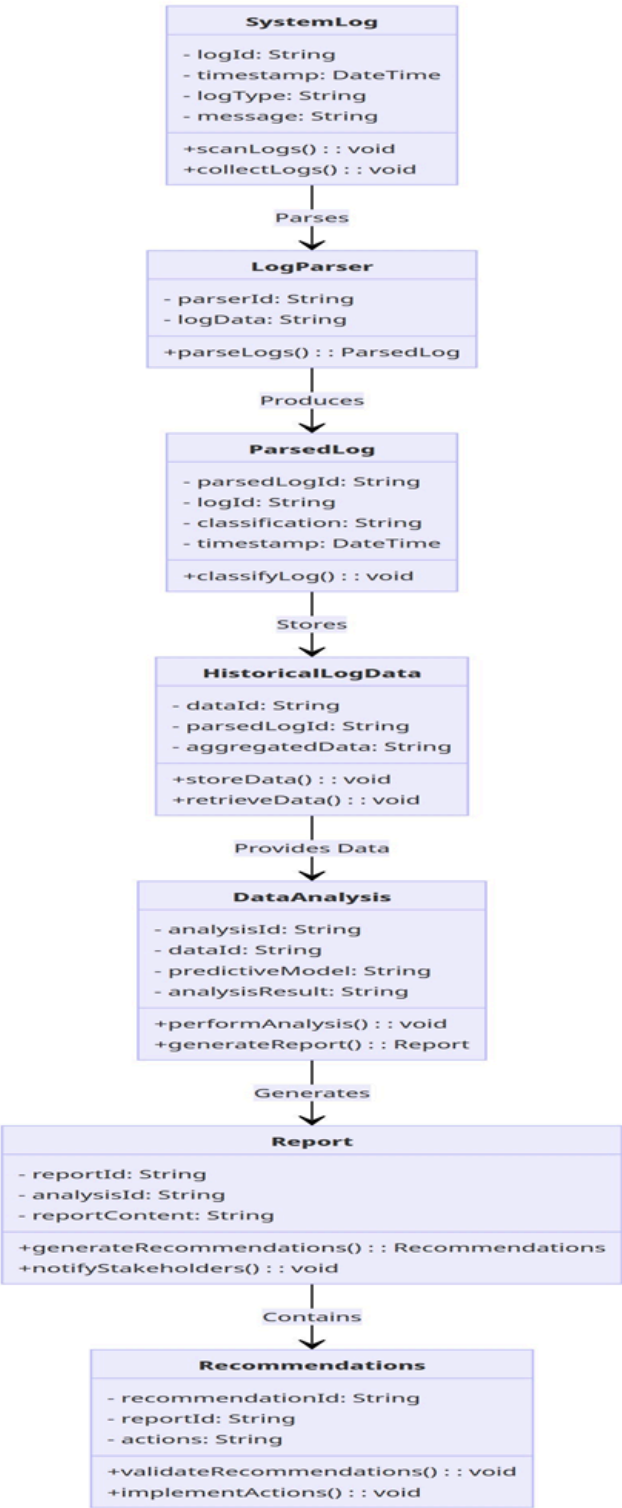 SystemLog
- logId: String
- timestamp: DateTime
- logType: String
- message: String
+scanLogs() : : void
+collectLogs() : : void
Parses
LogParser
- parserId: String
- logData: String
+parseLogs() : : ParsedLog
Produces
ParsedLog
- parsedLogId: String
- logId: String
- classification: String
- timestamp: DateTime
+classifyLog() : : void
Stores
HistoricalLogData
- dataId: String
- parsedLogId: String
- aggregatedData: String
+storeData() : : void
+retrieveData() : : void
Provides Data
DataAnalysis
- analysisId: String
- dataId: String
- predictiveModel: String
- analysisResult: String
+performAnalysis() : : void
+generateReport() : : Report
Generates
Report
- reportId: String
- analysisId: String
- reportContent: String
+generateRecommendations() : : Recommendations
+notifyStakeholders() : : void
Contains
Recommendations
- recommendationId: String
- reportId: String
- actions: String
+validateRecommendations() : : void
+implementActions() : : void